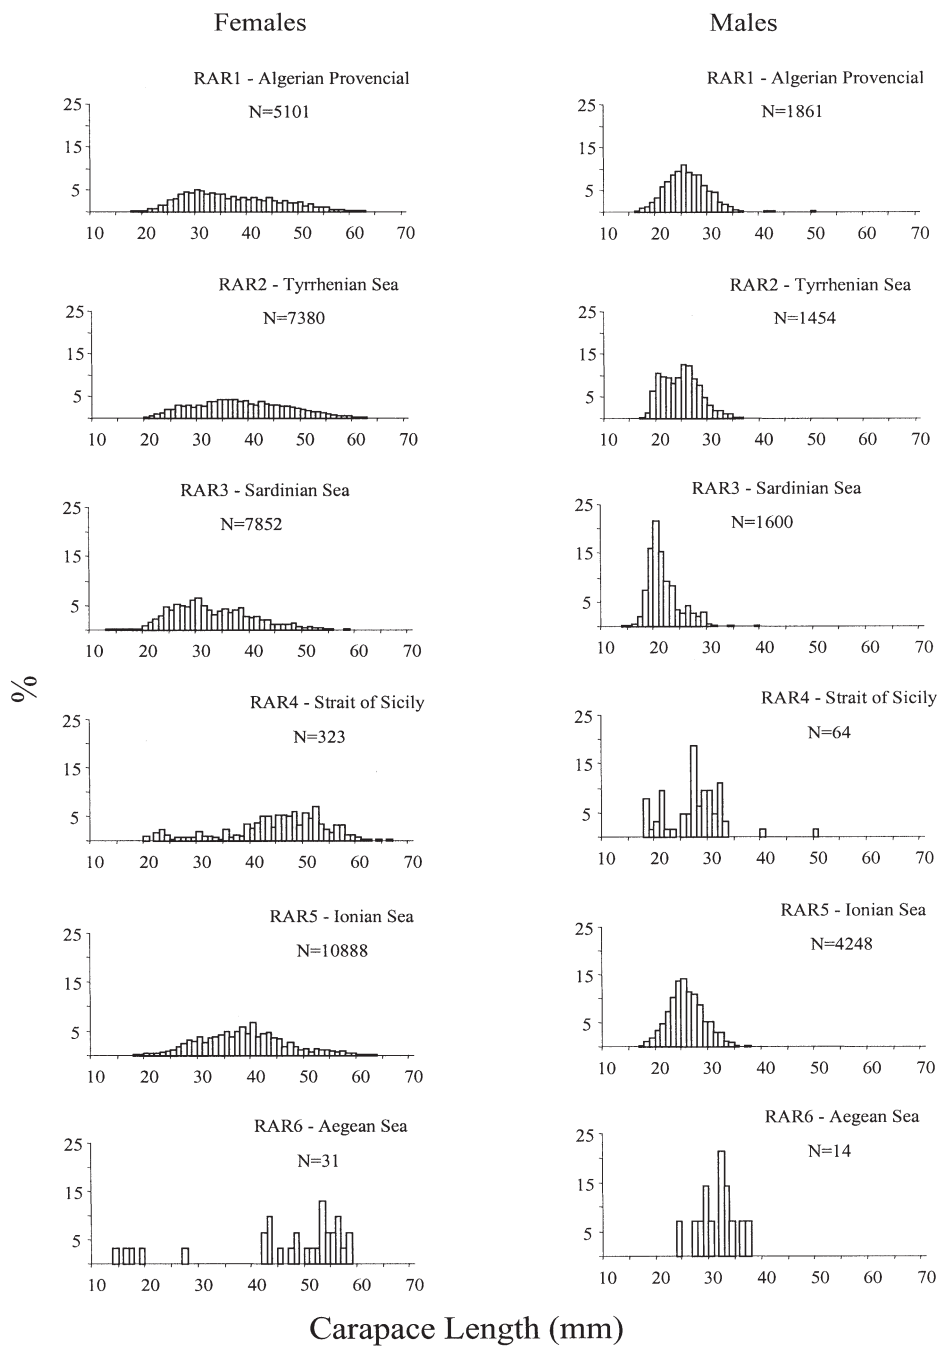 Females Males
RAR1 - Algerian Provencial RAR1 - Algerian Provencial
N=5101 N=1861
25 25
15 15
5 5
10 20 30 40 50 60 70 10 20 30 40 50 60 70
RAR2 - Tyrrhenian Sea RAR2 - Tyrrhenian Sea
N=7380 N=1454
25 25
15 15
5 5
10 20 30 40 50 60 70 10 20 30 40 50 60 70
RAR3 - Sardinian Sea RAR3 - Sardinian Sea
N=7852 N=1600
25 25
15 15
5 5
10 20 30 40 50 60 70 10 20 30 40 50 60 70
%
RAR4 - Strait of Sicily RAR4 - Strait of Sicily
N=323 N=64
25 25
15 15
5 5
10 20 30 40 50 60 70 10 20 30 40 50 60 70
RAR5 - Ionian Sea RAR5 - Ionian Sea
N=10888 N=4248
25 25
15 15
5 5
10 20 30 40 50 60 70 10 20 30 40 50 60 70
RAR6 - Aegean Sea RAR6 - Aegean Sea
N=31 N=14
25 25
15 15
5 5
10 20 30 40 50 60 70 10 20 30 40 50 60 70
Carapace Length (mm)